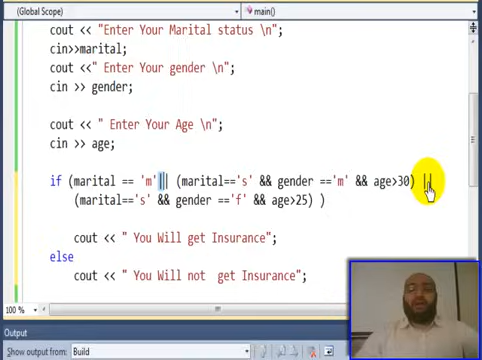 (Global Scope) main()
cout << "Enter Your Marital status \n";
cin>>marital;
cout <<" Enter Your gender \n";
cin >> gender;
cout << " Enter Your Age \n";
cin >> age;
if (marital == 'm'|| (marital=='s' && gender =='m' && age>30) ||
(marital=='s' && gender =='f' && age>25) )
cout << " You Will get Insurance";
else
cout << " You Will not  get Insurance";
100 %
Output
Show output from: Build